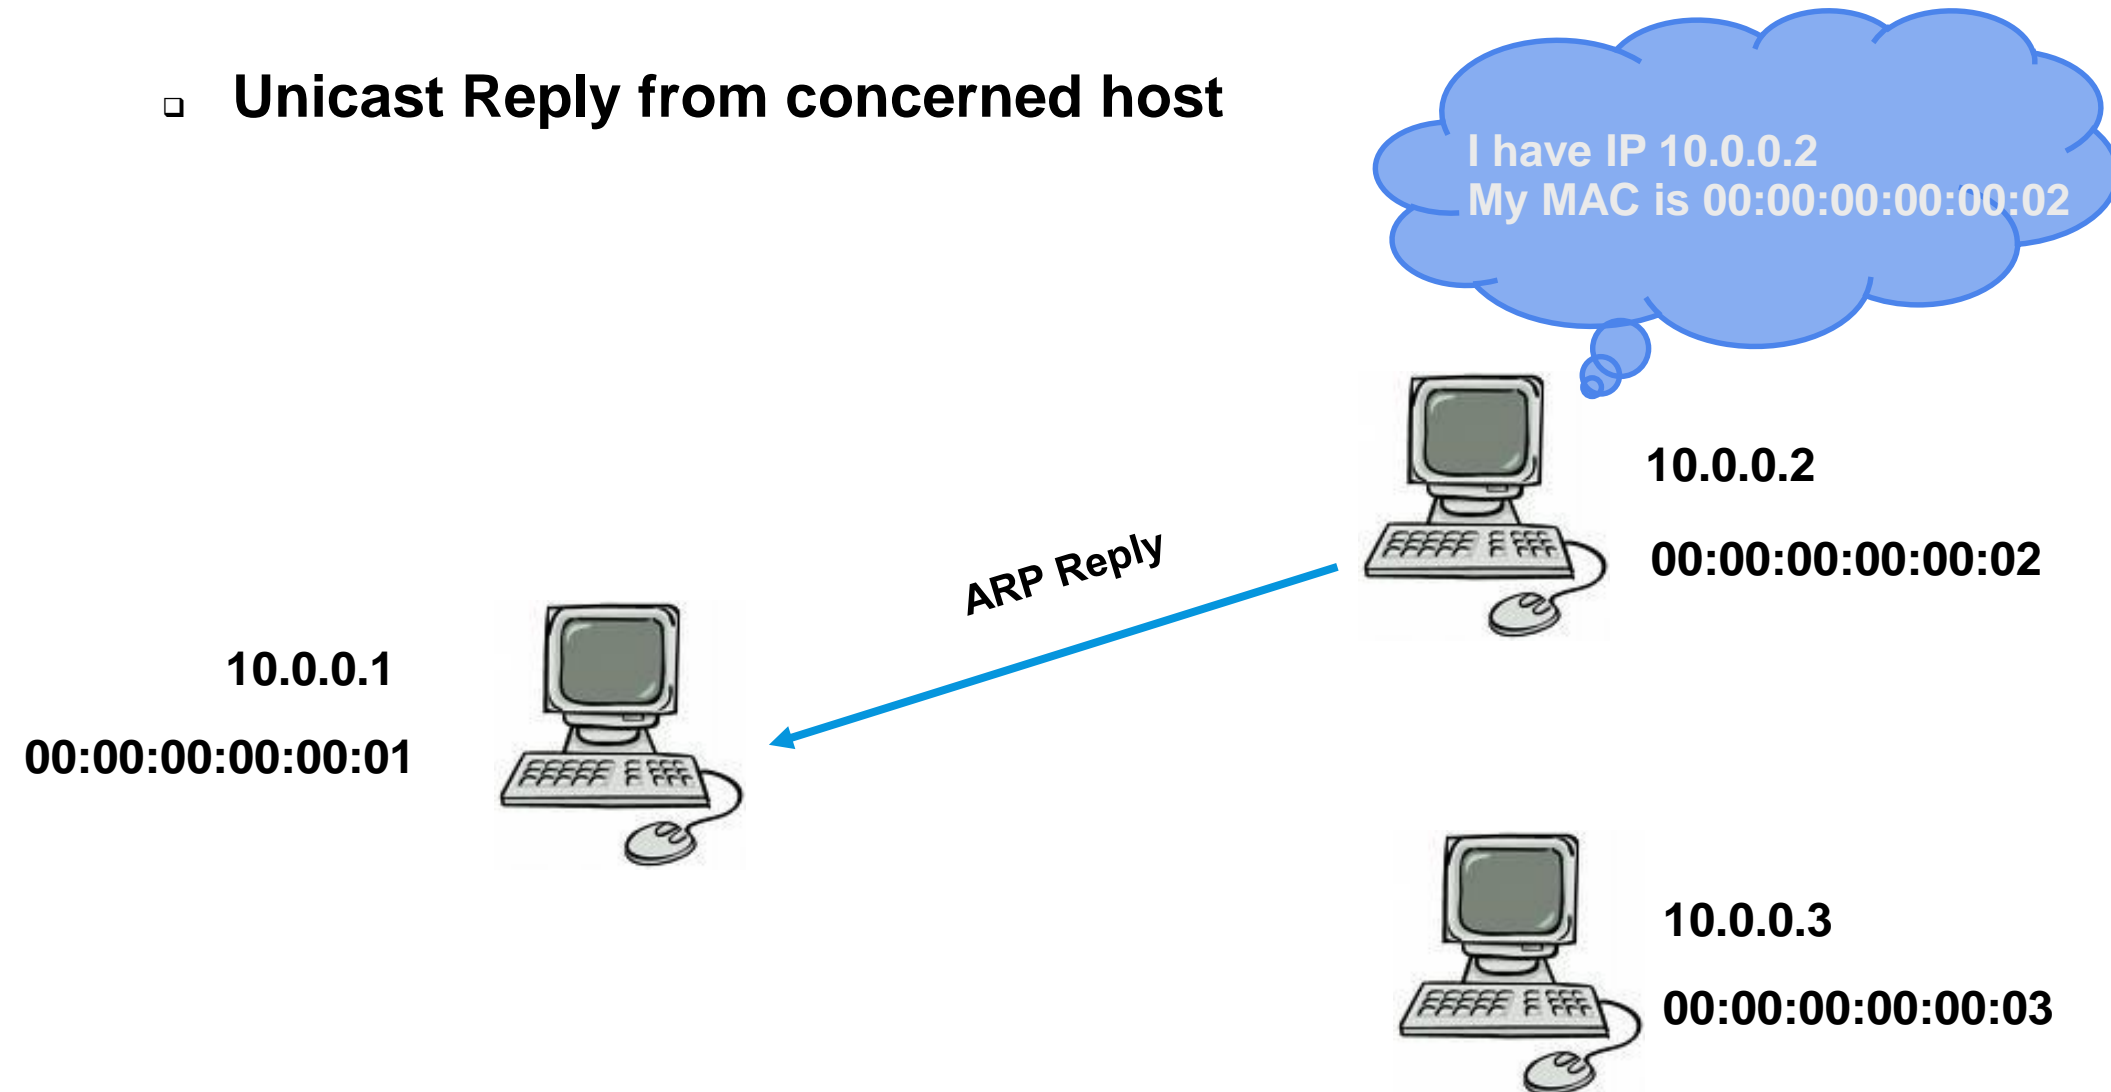 Unicast Reply from concerned host
I have IP 10.0.0.2
My MAC is 00:00:00:00:00:02
10.0.0.2
00:00:00:00:00:02
ARP Reply
10.0.0.1
00:00:00:00:00:01
10.0.0.3
00:00:00:00:00:03